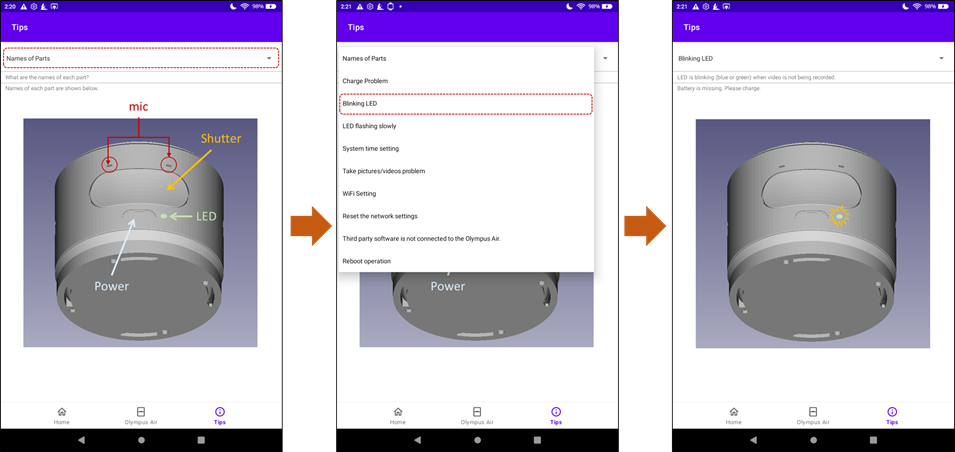 2:20
98%
Tips
Names of Parts
What are the names of each part?
Names of each part are shown below.
mic
Shutter
LED
Power
Home
Olympus Air
Tips
2:21
98%
Tips
Names of Parts
Charge Problem
Blinking LED
LED flashing slowly
System time setting
Take pictures/videos problem
WiFi Setting
Reset the network settings
Third party software is not connected to the Olympus Air.
Reboot operation
Power
Home
Olympus Air
Tips
2:21
98%
Tips
Blinking LED
LED is blinking (blue or green) when video is not being recorded.
Battery is missing. Please charge.
Home
Olympus Air
Tips